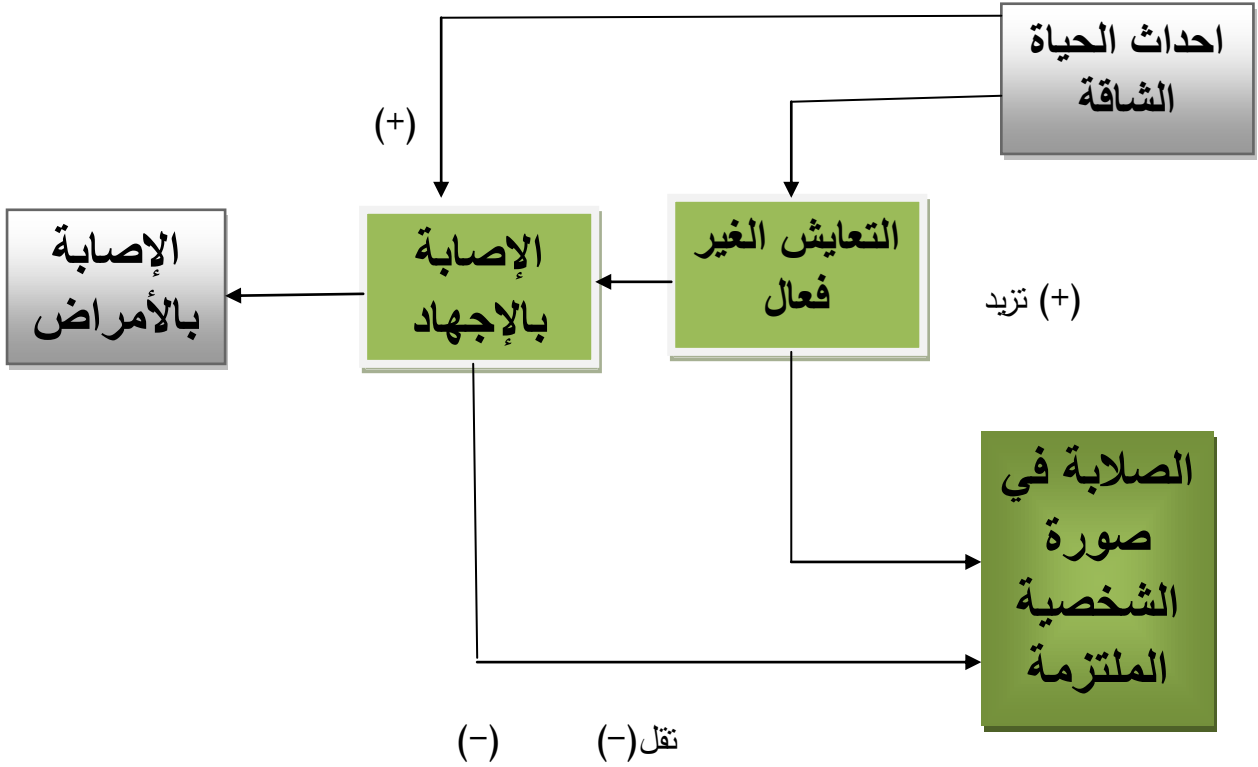 احداث الحياة
الشاقة
(+)
التعايش الغير
فعال
الإصابة
بالإجهاد
الإصابة
بالأمراض
(+) تزيد
الصلابة في
صورة
الشخصية
الملتزمة
تقل(-)
(-)